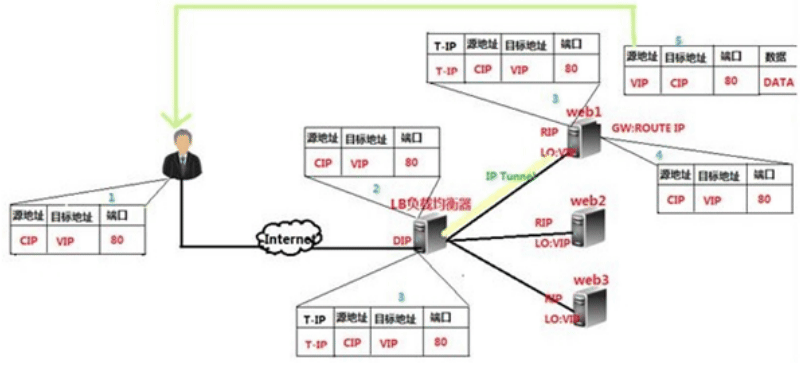 T-IP 源地址 目标地址 端口
T-IP CIP VIP 80
3
5
源地址 目标地址 端口 数据
VIP CIP 80 DATA
web1
RIP
LO:VIP
GW:ROUTE IP
4
源地址 目标地址 端口
CIP VIP 80
源地址 目标地址 端口
CIP VIP 80
2
IP Tunnel
LB负载均衡器
DIP
1
源地址 目标地址 端口
CIP VIP 80
Internet
web2
RIP
LO:VIP
web3
RIP
LO:VIP
3
T-IP 源地址 目标地址 端口
T-IP CIP VIP 80